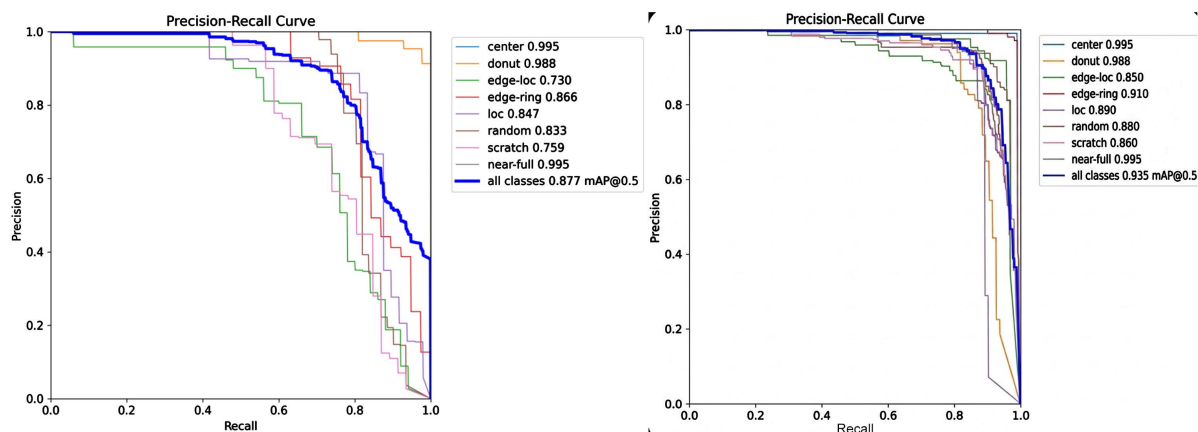 Precision-Recall Curve
1.0
0.8
0.6
0.4
0.2
0.0
Precision
0.0 0.2 0.4 0.6 0.8 1.0
Recall
center 0.995
donut 0.988
edge-loc 0.730
edge-ring 0.866
loc 0.847
random 0.833
scratch 0.759
near-full 0.995
all classes 0.877 mAP@0.5
Precision-Recall Curve
1.0
0.8
0.6
0.4
0.2
0.0
Precision
0.0 0.2 0.4 0.6 0.8 1.0
Recall
center 0.995
donut 0.988
edge-loc 0.850
edge-ring 0.910
loc 0.890
random 0.880
scratch 0.860
near-full 0.995
all classes 0.935 mAP@0.5